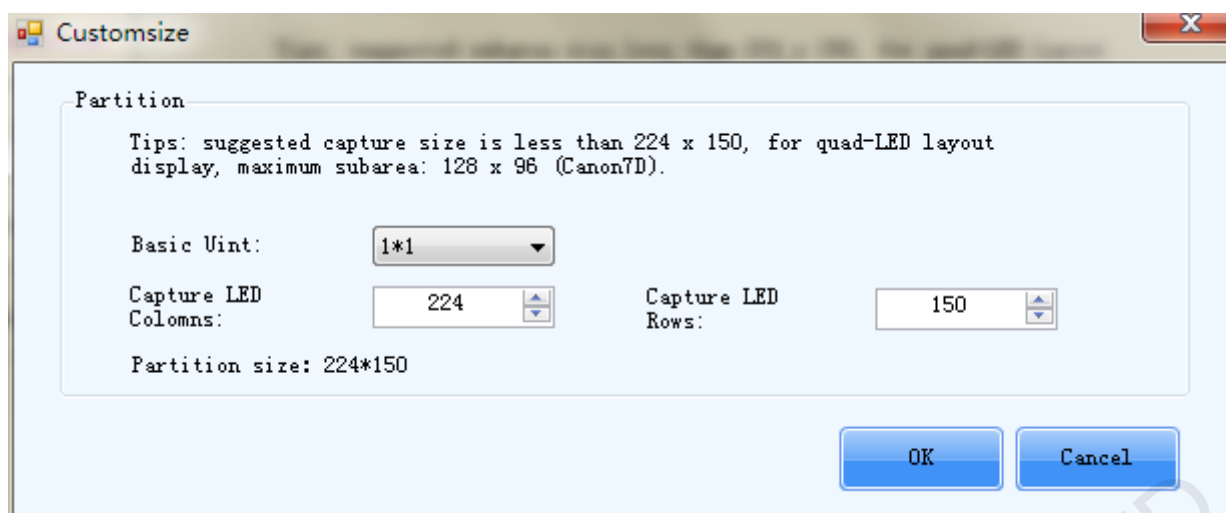 Customsize
Partition
Tips: suggested capture size is less than 224 x 150, for quad-LED layout
display, maximum subarea: 128 x 96 (Canon7D).
Basic Uint: 1*1
Capture LED
Colomns: 224
Capture LED
Rows: 150
Partition size: 224*150
OK Cancel